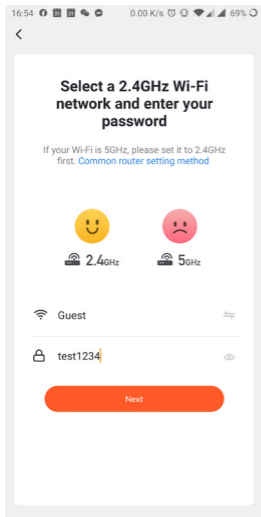 16:54 0.00 K/s 69%
Select a 2.4GHz Wi-Fi
network and enter your
password
If your Wi-Fi is 5GHz, please set it to 2.4GHz
first. Common router setting method
2.4GHz 5GHz
Guest
test1234
Next